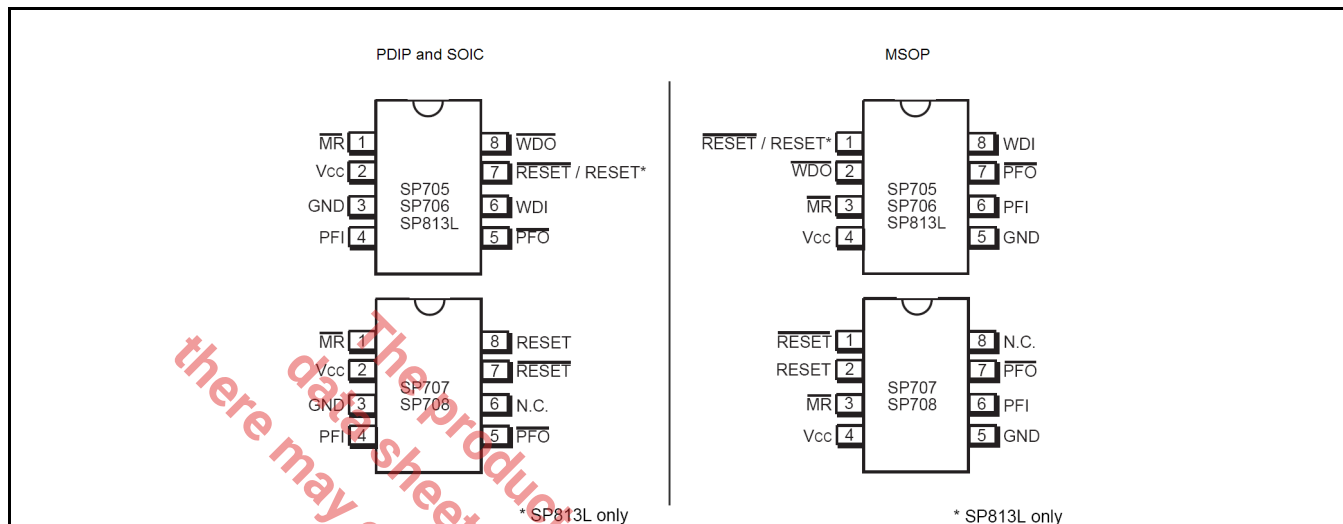 PDIP and SOIC
MR 1
Vcc 2
GND 3
PFI 4
SP705
SP706
SP813L
8 WDO
7 RESET / RESET*
6 WDI
5 PFO
MR 1
Vcc 2
GND 3
PFI 4
SP707
SP708
8 RESET
7 RESET
6 N.C.
5 PFO
* SP813L only
MSOP
RESET / RESET* 1
WDO 2
MR 3
Vcc 4
SP705
SP706
SP813L
8 WDI
7 PFO
6 PFI
5 GND
RESET 1
RESET 2
MR 3
Vcc 4
SP707
SP708
8 N.C.
7 PFO
6 PFI
5 GND
* SP813L only
The product
data sheet
there may